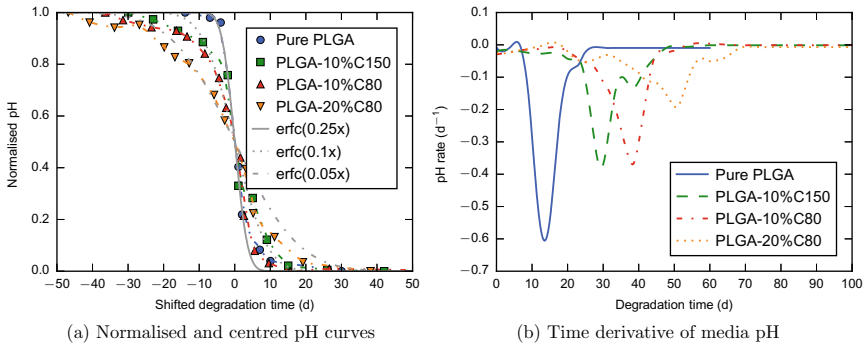 1.0
0.8
0.6
0.4
0.2
0.0
Normalised pH
−50 −40 −30 −20 −10 0 10 20 30 40 50
Shifted degradation time (d)
Pure PLGA
PLGA-10%C150
PLGA-10%C80
PLGA-20%C80
erfc(0.25x)
erfc(0.1x)
erfc(0.05x)
(a) Normalised and centred pH curves
0.1
0.0
−0.1
−0.2
−0.3
−0.4
−0.5
−0.6
−0.7
pH rate (d⁻¹)
0 10 20 30 40 50 60 70 80 90 100
Degradation time (d)
Pure PLGA
PLGA-10%C150
PLGA-10%C80
PLGA-20%C80
(b) Time derivative of media pH